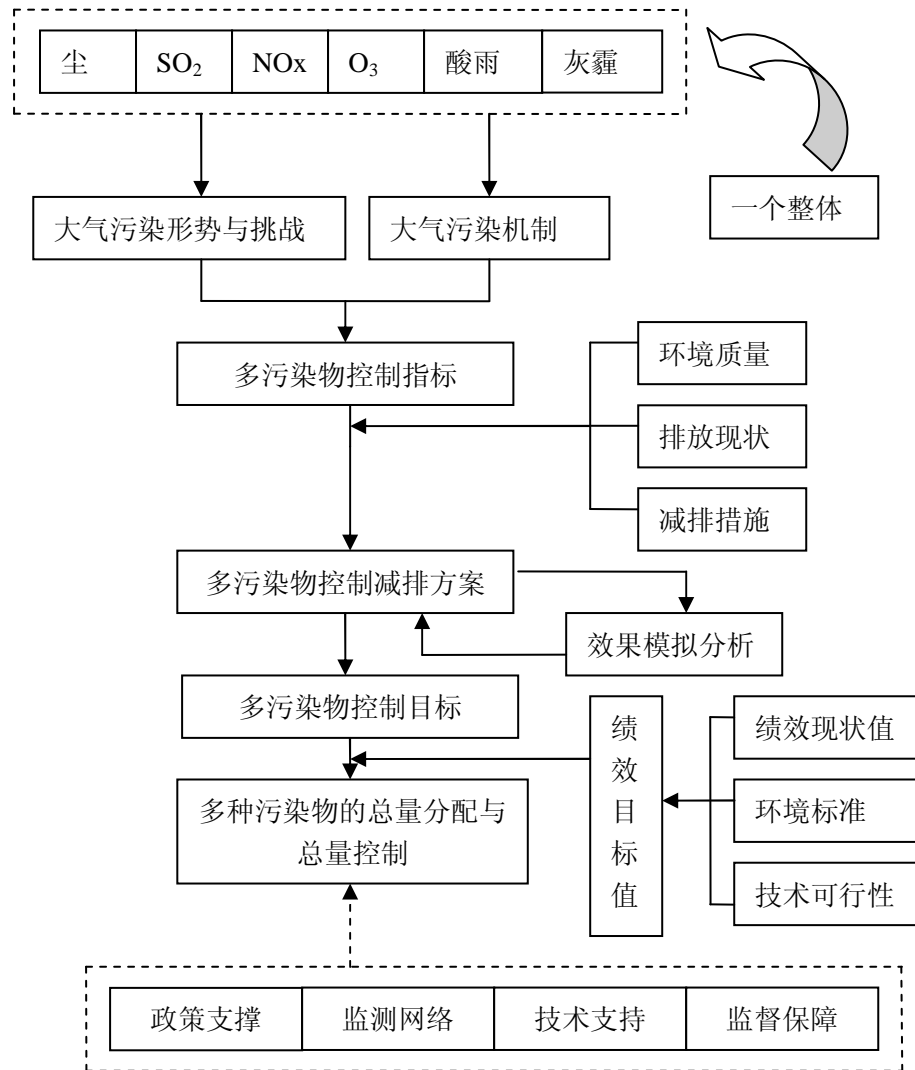 尘 SO₂ NOx O₃ 酸雨 灰霾
一个整体
大气污染形势与挑战 大气污染机制
多污染物控制指标
环境质量
排放现状
减排措施
多污染物控制减排方案
效果模拟分析
多污染物控制目标
绩效目标值
绩效现状值
环境标准
技术可行性
多种污染物的总量分配与
总量控制
政策支撑 监测网络 技术支持 监督保障